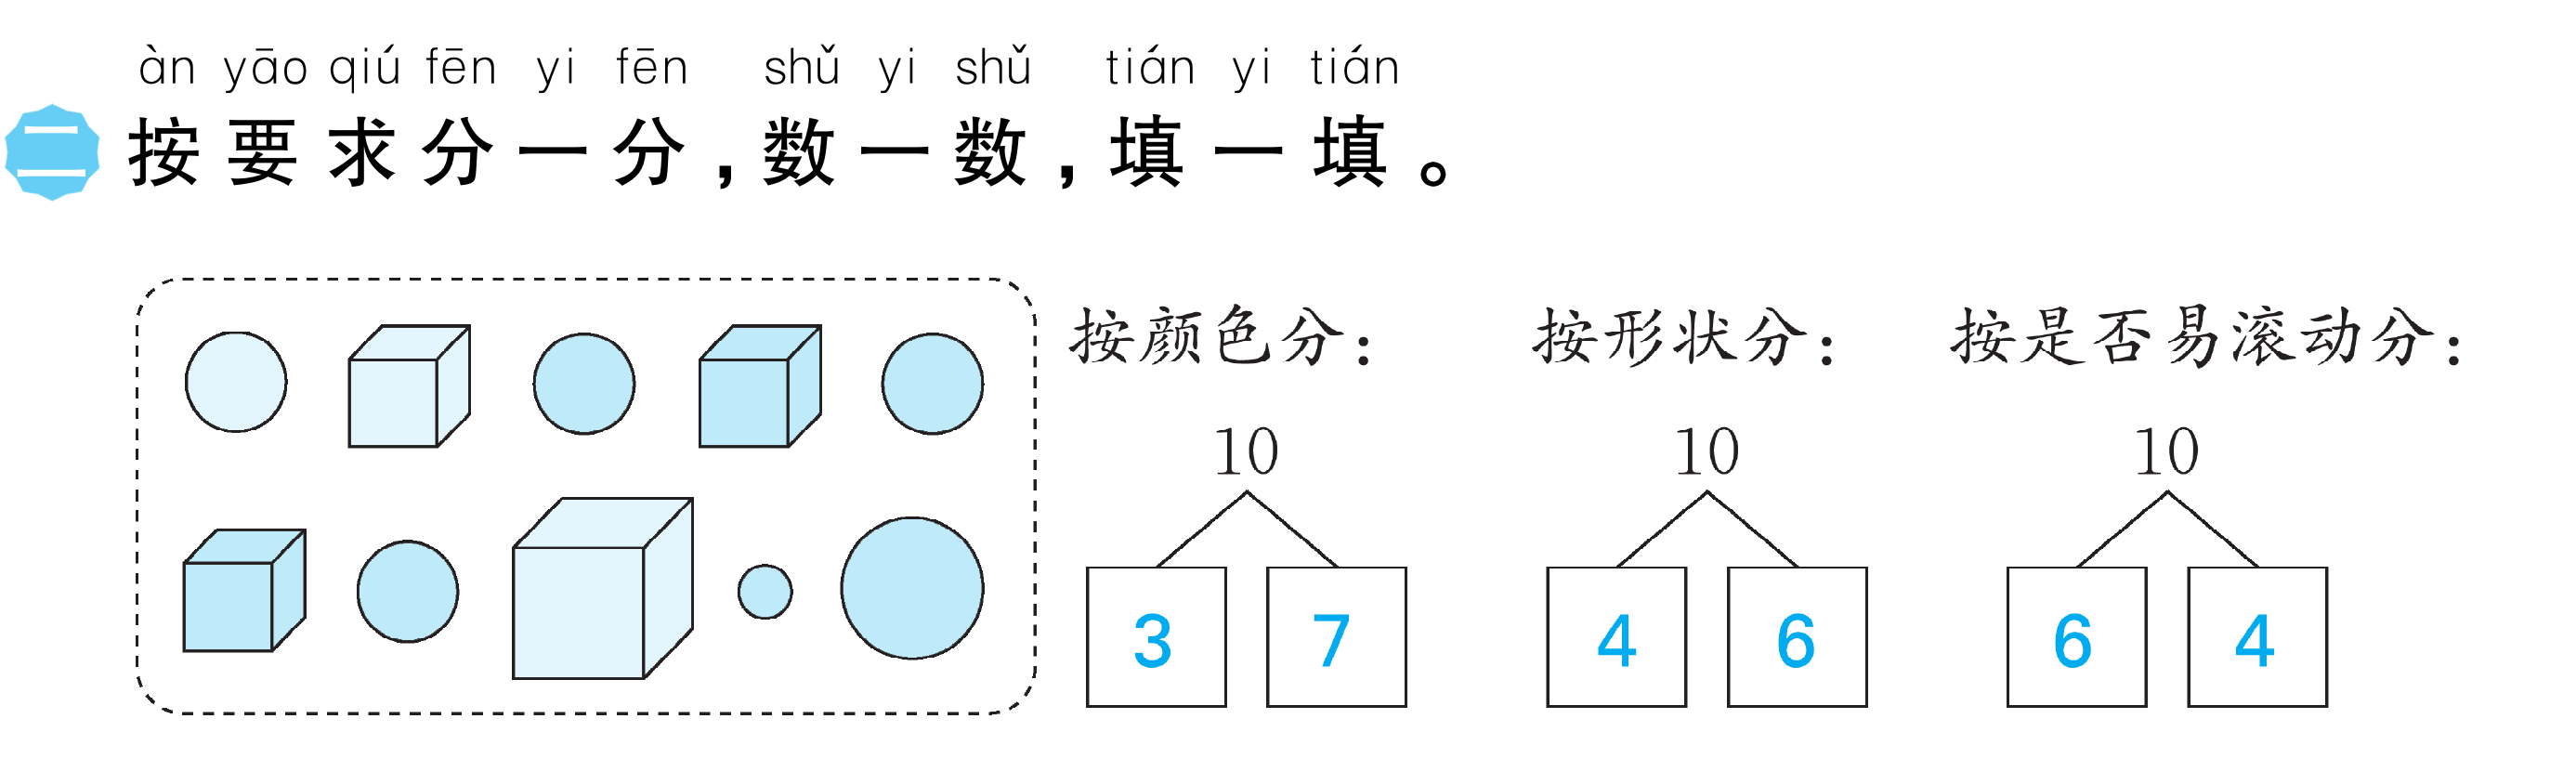 àn yāo qiú fēn yi fēn shǔ yi shǔ tián yi tián
二 按要求分一分,数一数,填一填。
按颜色分: 按形状分: 按是否易滚动分:
10 10 10
3 7 4 6 6 4